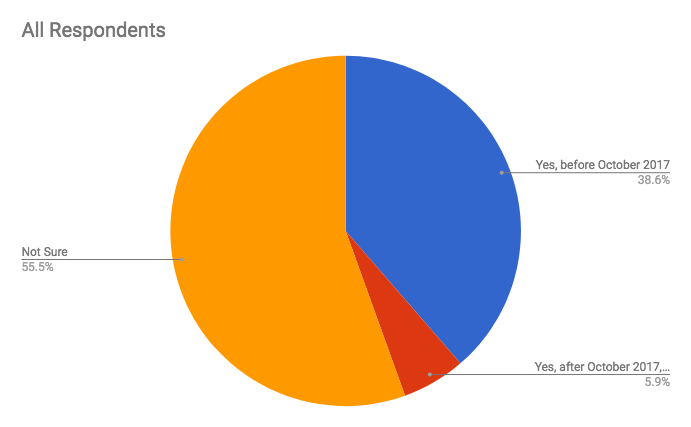 All Respondents
Yes, before October 2017
38.6%
Not Sure
55.5%
Yes, after October 2017,...
5.9%